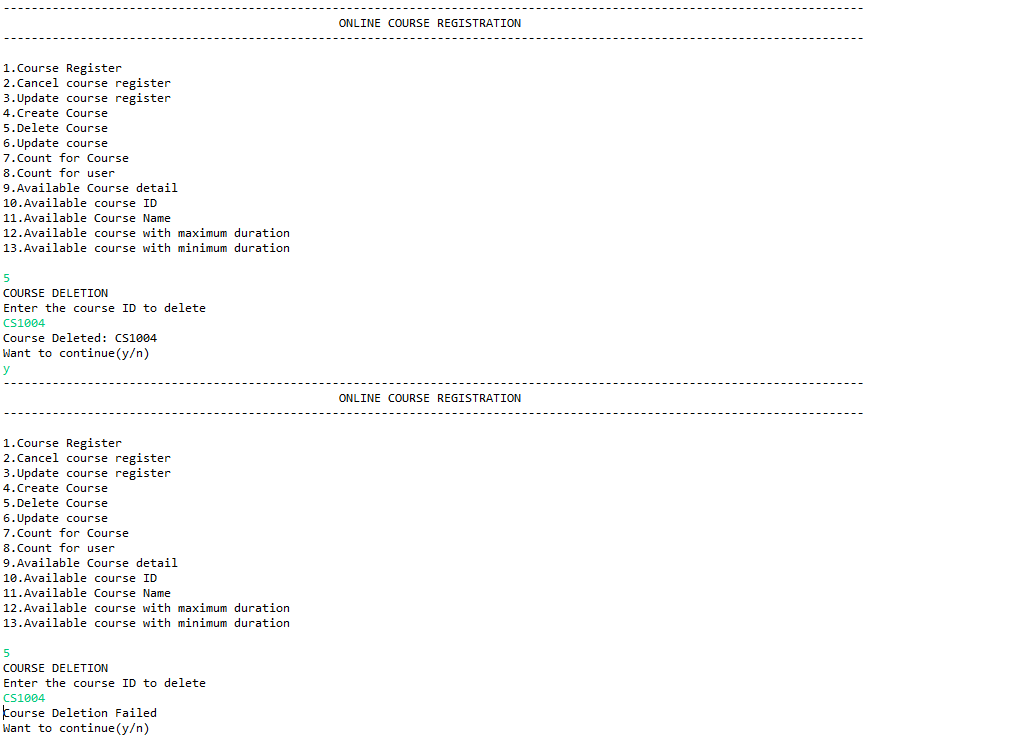 --------------------------------------------------------------------------------------------------------------------------
ONLINE COURSE REGISTRATION
--------------------------------------------------------------------------------------------------------------------------
1.Course Register
2.Cancel course register
3.Update course register
4.Create Course
5.Delete Course
6.Update course
7.Count for Course
8.Count for user
9.Available Course detail
10.Available course ID
11.Available Course Name
12.Available course with maximum duration
13.Available course with minimum duration
5
COURSE DELETION
Enter the course ID to delete
CS1004
Course Deleted: CS1004
Want to continue(y/n)
y
--------------------------------------------------------------------------------------------------------------------------
ONLINE COURSE REGISTRATION
--------------------------------------------------------------------------------------------------------------------------
1.Course Register
2.Cancel course register
3.Update course register
4.Create Course
5.Delete Course
6.Update course
7.Count for Course
8.Count for user
9.Available Course detail
10.Available course ID
11.Available Course Name
12.Available course with maximum duration
13.Available course with minimum duration
5
COURSE DELETION
Enter the course ID to delete
CS1004
Course Deletion Failed
Want to continue(y/n)